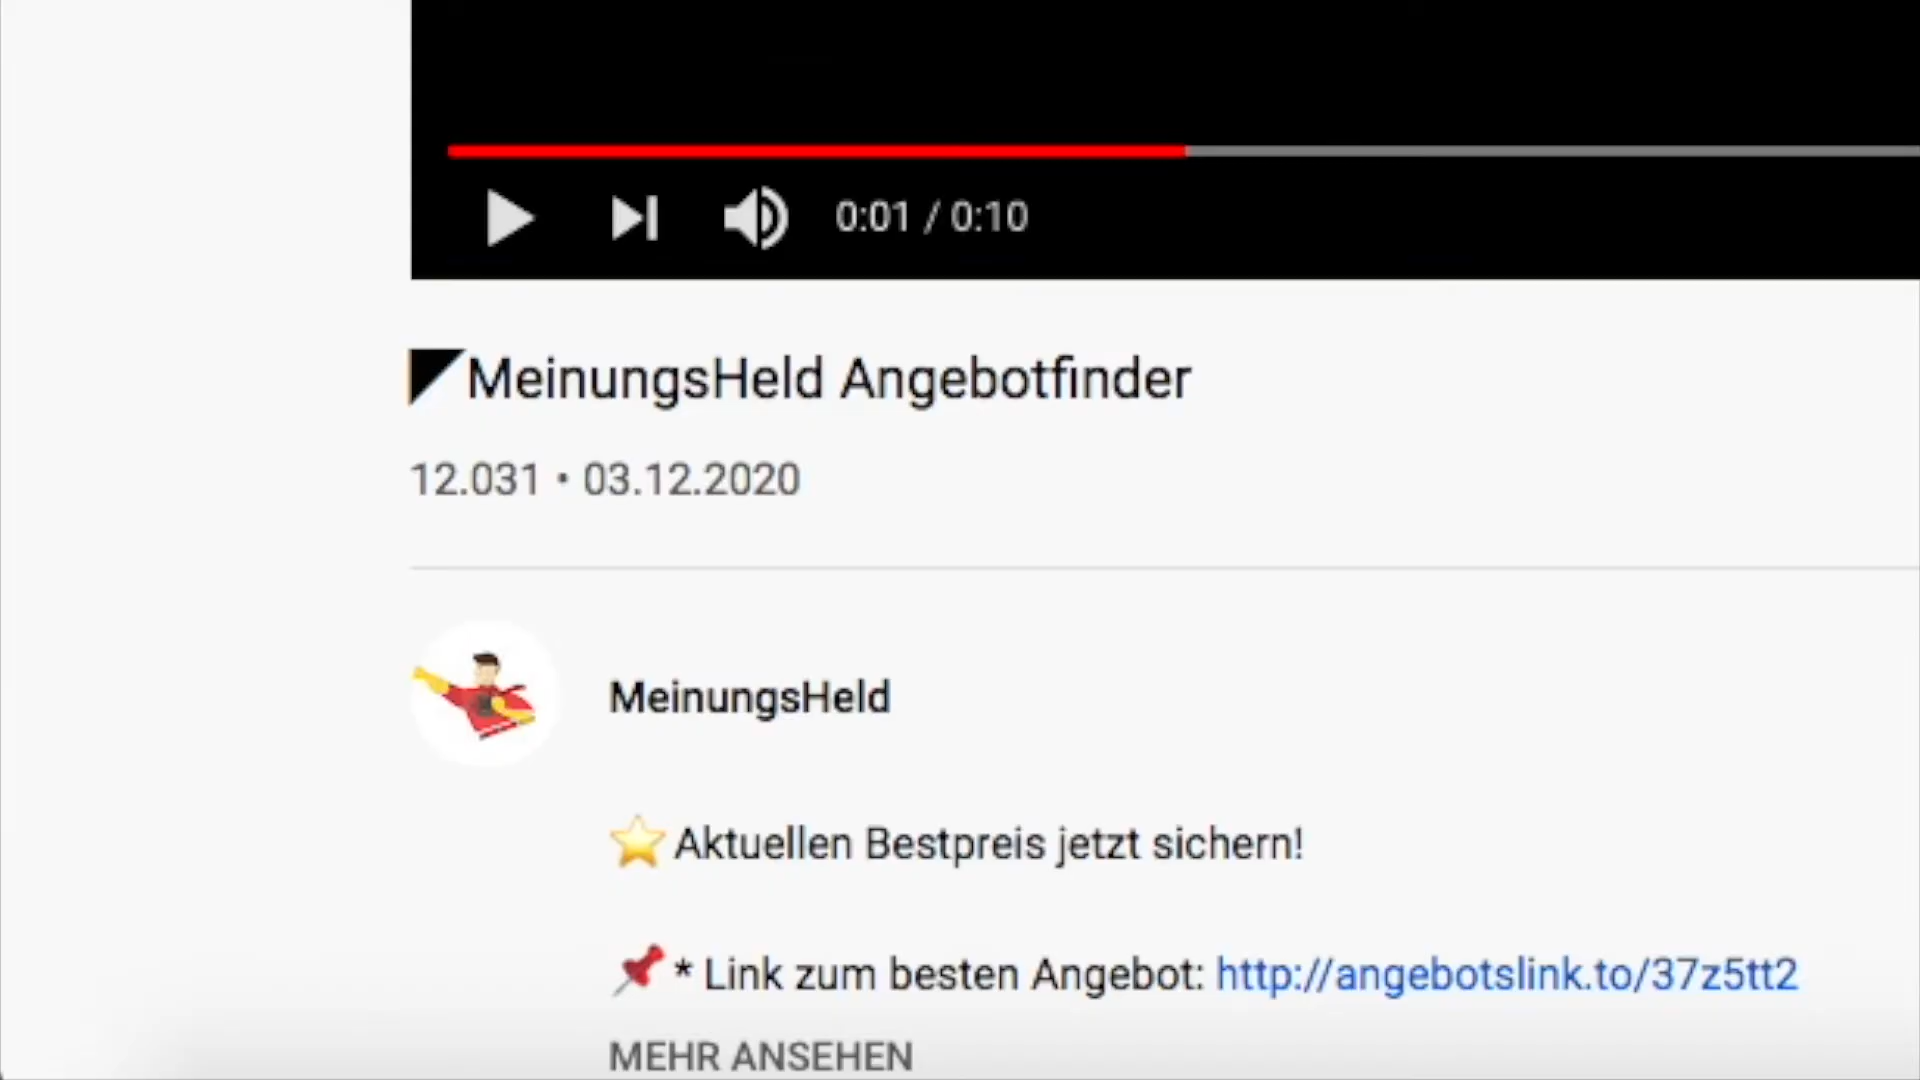 0:01 / 0:10
MeinungsHeld Angebotfinder
12.031 • 03.12.2020
MeinungsHeld
Aktuellen Bestpreis jetzt sichern!
* Link zum besten Angebot: http://angebotslink.to/37z5tt2
MEHR ANSEHEN